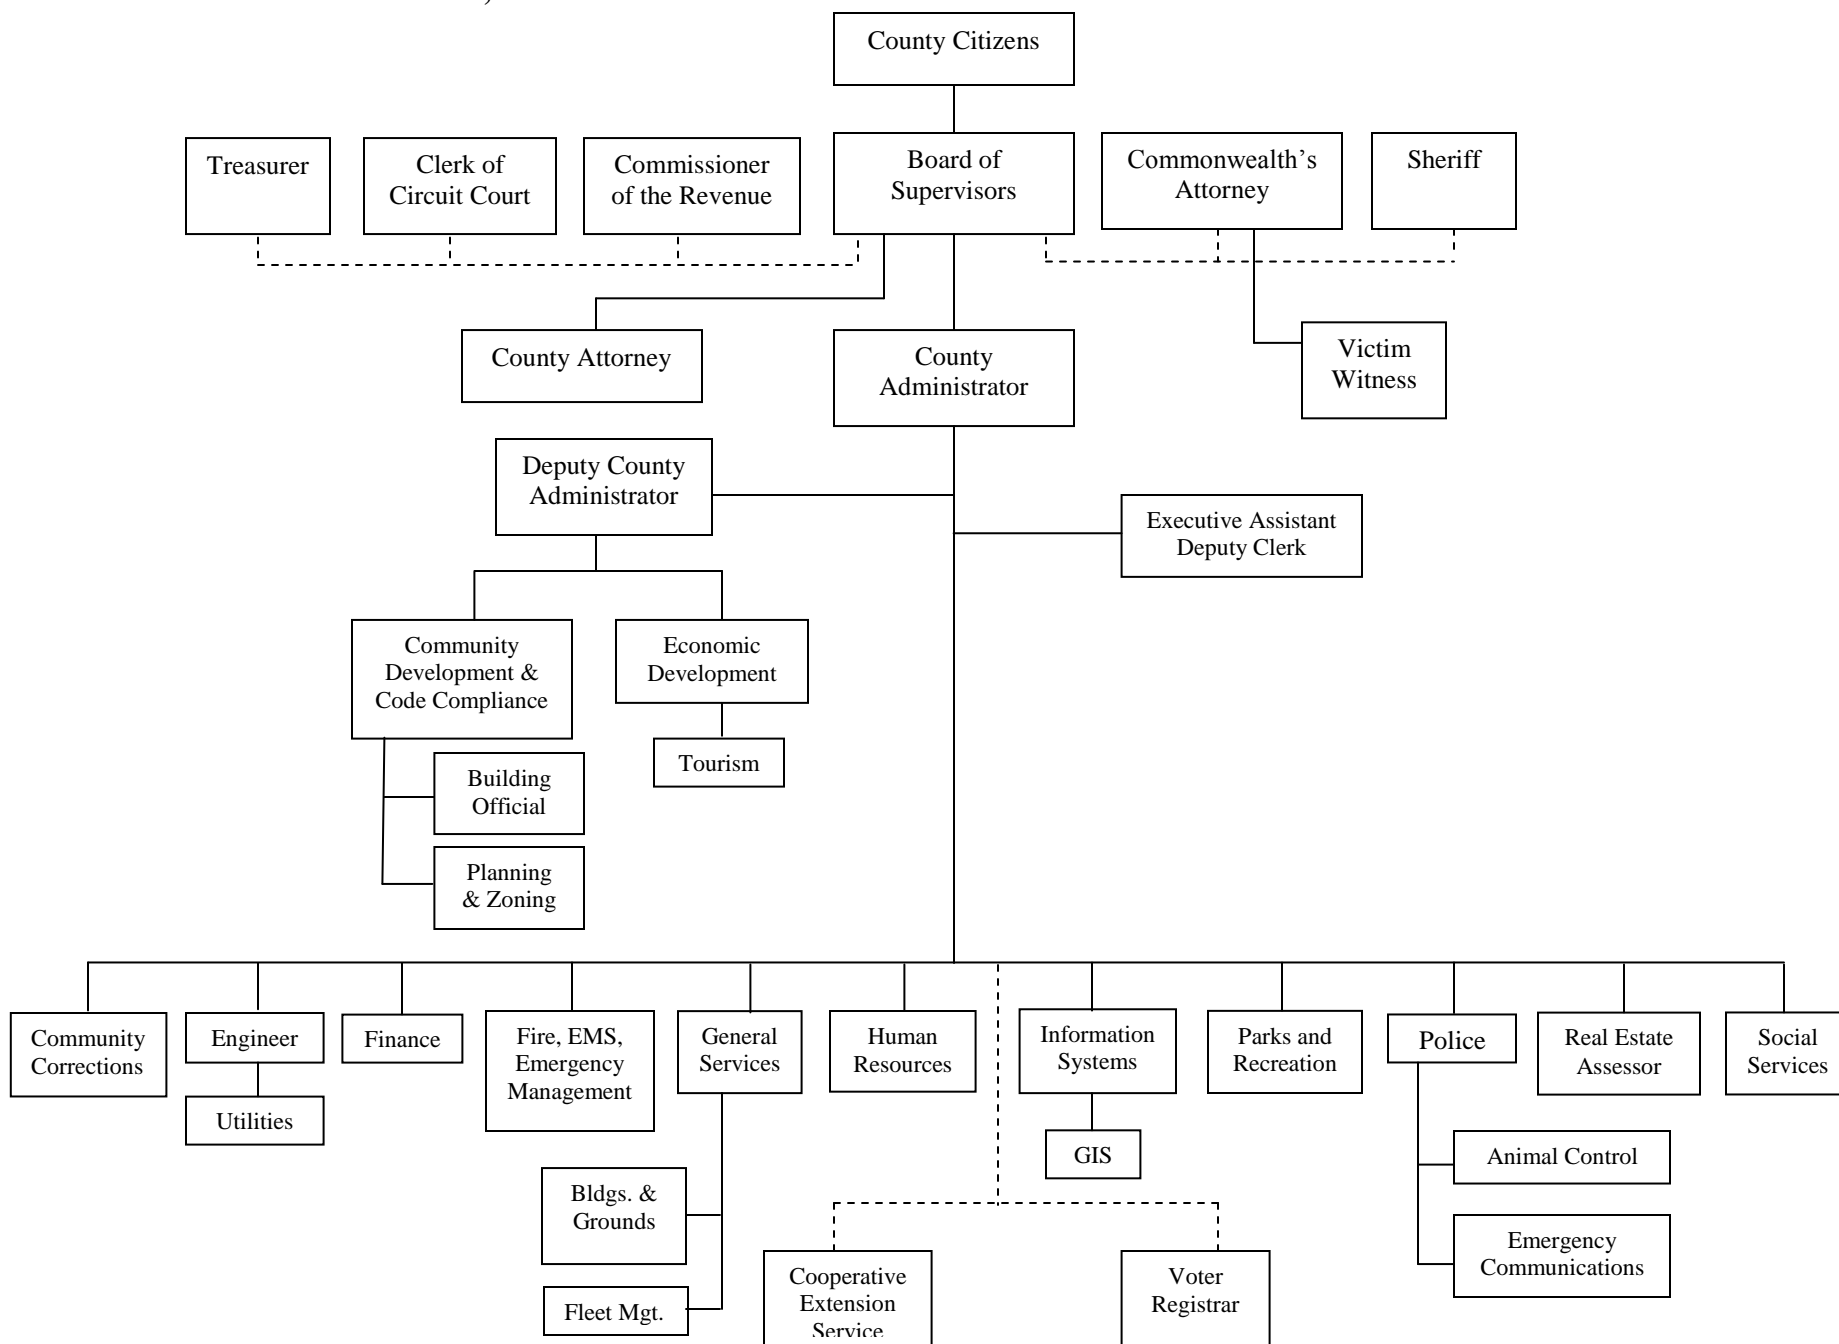 County Citizens
Treasurer
Clerk of
Circuit Court
Commissioner
of the Revenue
Board of
Supervisors
Commonwealth's
Attorney
Sheriff
County Attorney
County
Administrator
Victim
Witness
Deputy County
Administrator
Executive Assistant
Deputy Clerk
Community
Development &
Code Compliance
Economic
Development
Tourism
Building
Official
Planning
& Zoning
Community
Corrections
Engineer
Utilities
Finance
Fire, EMS,
Emergency
Management
General
Services
Bldgs. &
Grounds
Fleet Mgt.
Human
Resources
Cooperative
Extension
Service
Voter
Registrar
Information
Systems
GIS
Parks and
Recreation
Police
Animal Control
Emergency
Communications
Real Estate
Assessor
Social
Services